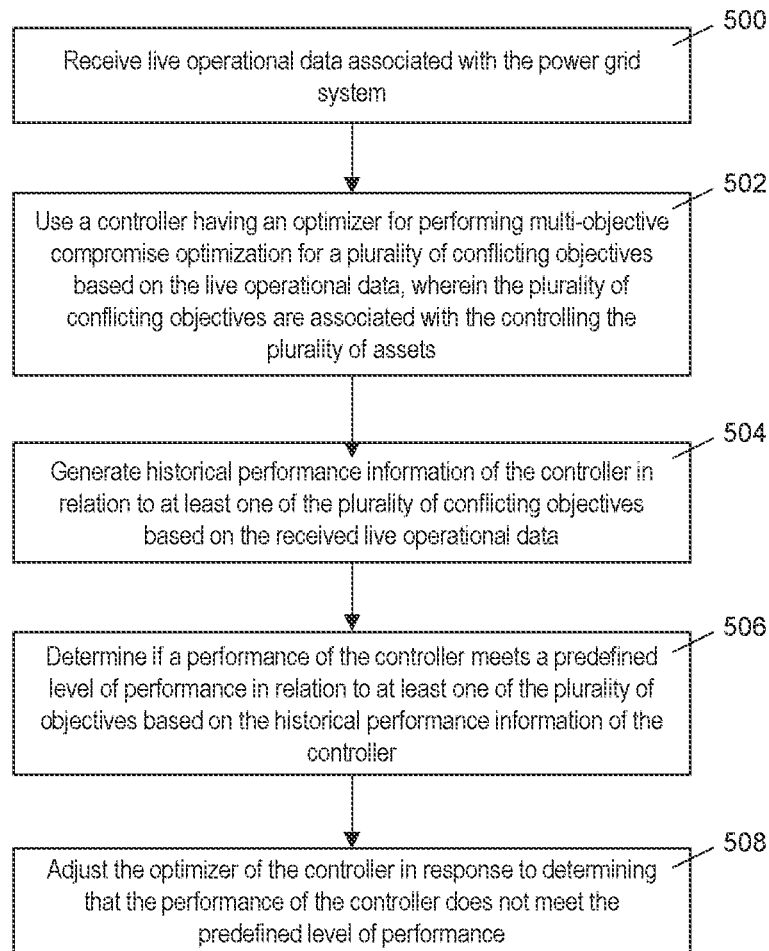 500
Receive live operational data associated with the power grid
system
502
Use a controller having an optimizer for performing multi-objective
compromise optimization for a plurality of conflicting objectives
based on the live operational data, wherein the plurality of
conflicting objectives are associated with the controlling the
plurality of assets
504
Generate historical performance information of the controller in
relation to at least one of the plurality of conflicting objectives
based on the received live operational data
506
Determine if a performance of the controller meets a predefined
level of performance in relation to at least one of the plurality of
objectives based on the historical performance information of the
controller
508
Adjust the optimizer of the controller in response to determining
that the performance of the controller does not meet the
predefined level of performance